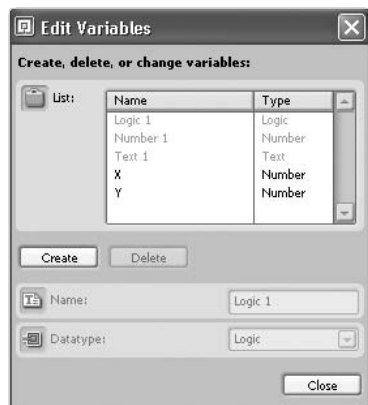 Edit Variables
Create, delete, or change variables:
List:
Name Type
Logic 1 Logic
Number 1 Number
Text 1 Text
X Number
Y Number
Create Delete
Name: Logic 1
Datatype: Logic
Close